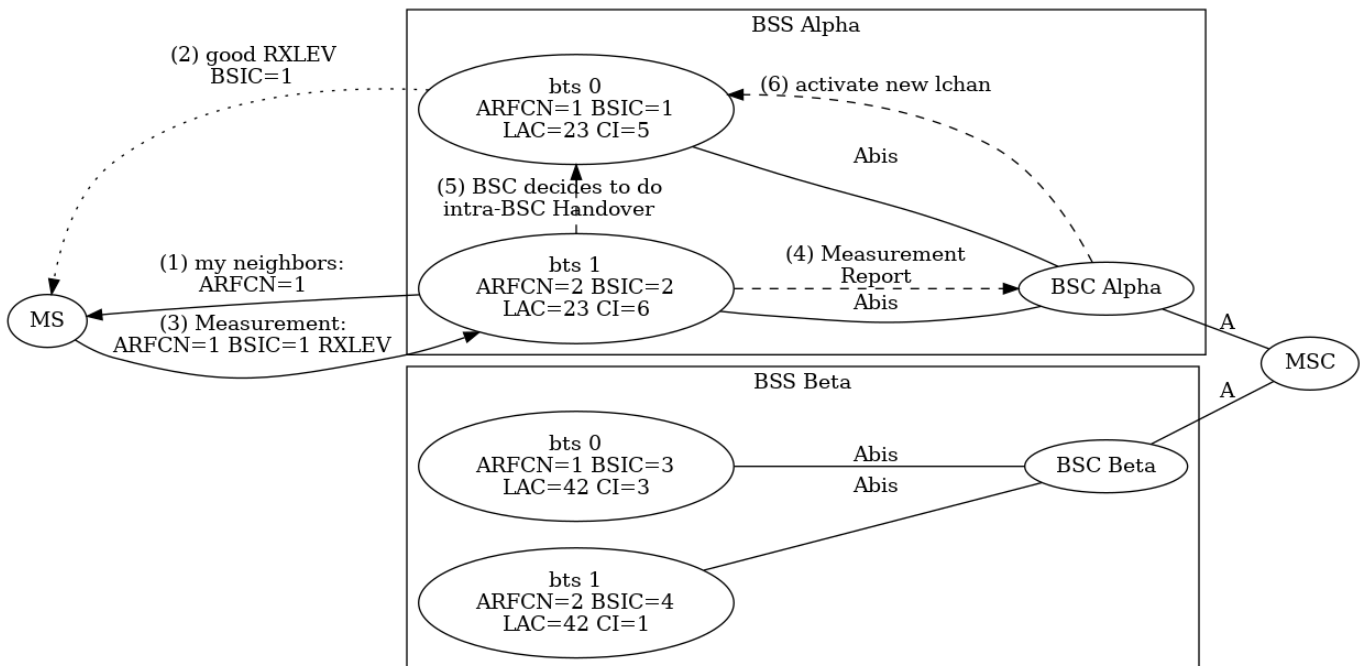 BSS Alpha
(2) good RXLEV
BSIC=1
bts 0
ARFCN=1 BSIC=1
LAC=23 CI=5
(6) activate new lchan
Abis
(5) BSC decides to do
intra-BSC Handover
(1) my neighbors:
ARFCN=1
bts 1
ARFCN=2 BSIC=2
LAC=23 CI=6
(4) Measurement
Report
Abis
BSC Alpha
MS
(3) Measurement:
ARFCN=1 BSIC=1 RXLEV
A
MSC
A
BSS Beta
bts 0
ARFCN=1 BSIC=3
LAC=42 CI=3
Abis
Abis
BSC Beta
bts 1
ARFCN=2 BSIC=4
LAC=42 CI=1